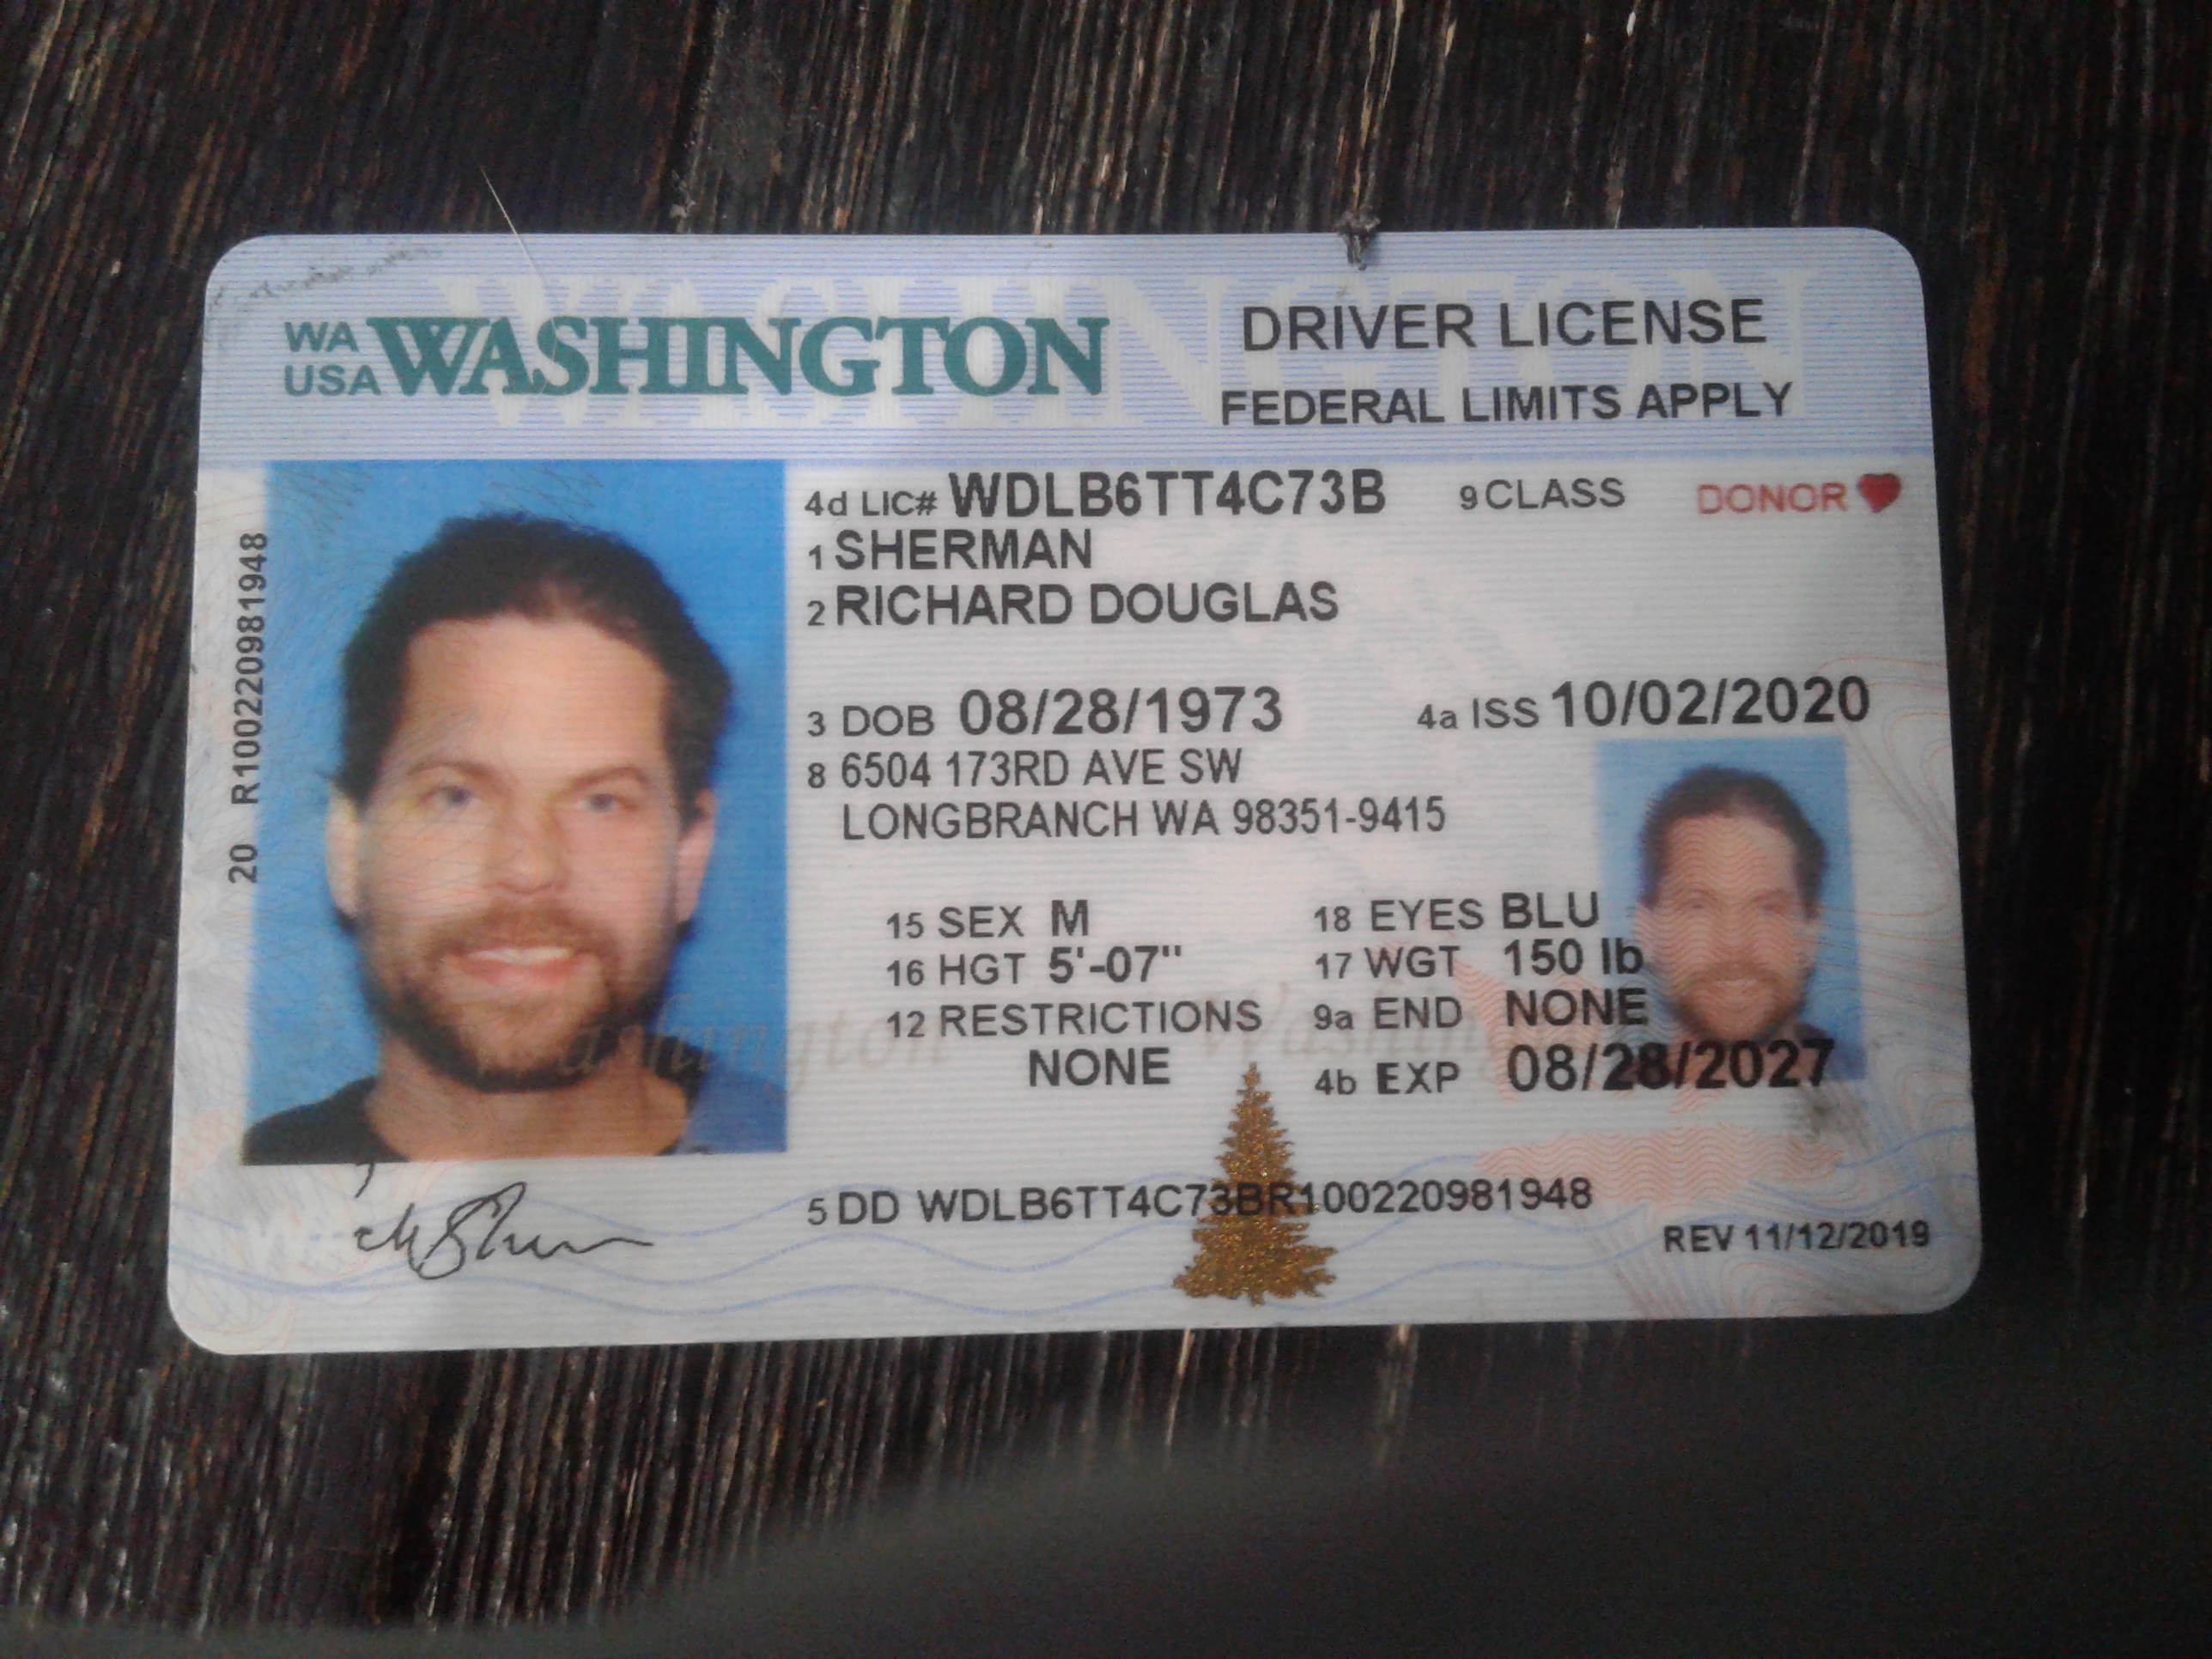 WA
USA WASHINGTON
DRIVER LICENSE
FEDERAL LIMITS APPLY
4d LIC# WDLB6TT4C73B 9 CLASS DONOR
1 SHERMAN
2 RICHARD DOUGLAS
3 DOB 08/28/1973 4a ISS 10/02/2020
8 6504 173RD AVE SW
LONGBRANCH WA 98351-9415
15 SEX M 18 EYES BLU
16 HGT 5'-07" 17 WGT 150 lb
12 RESTRICTIONS 9a END NONE
NONE 4b EXP 08/28/2027
5 DD WDLB6TT4C73BR100220981948
REV 11/12/2019
20 R100220981948
Washington
Washington
WASHINGTON